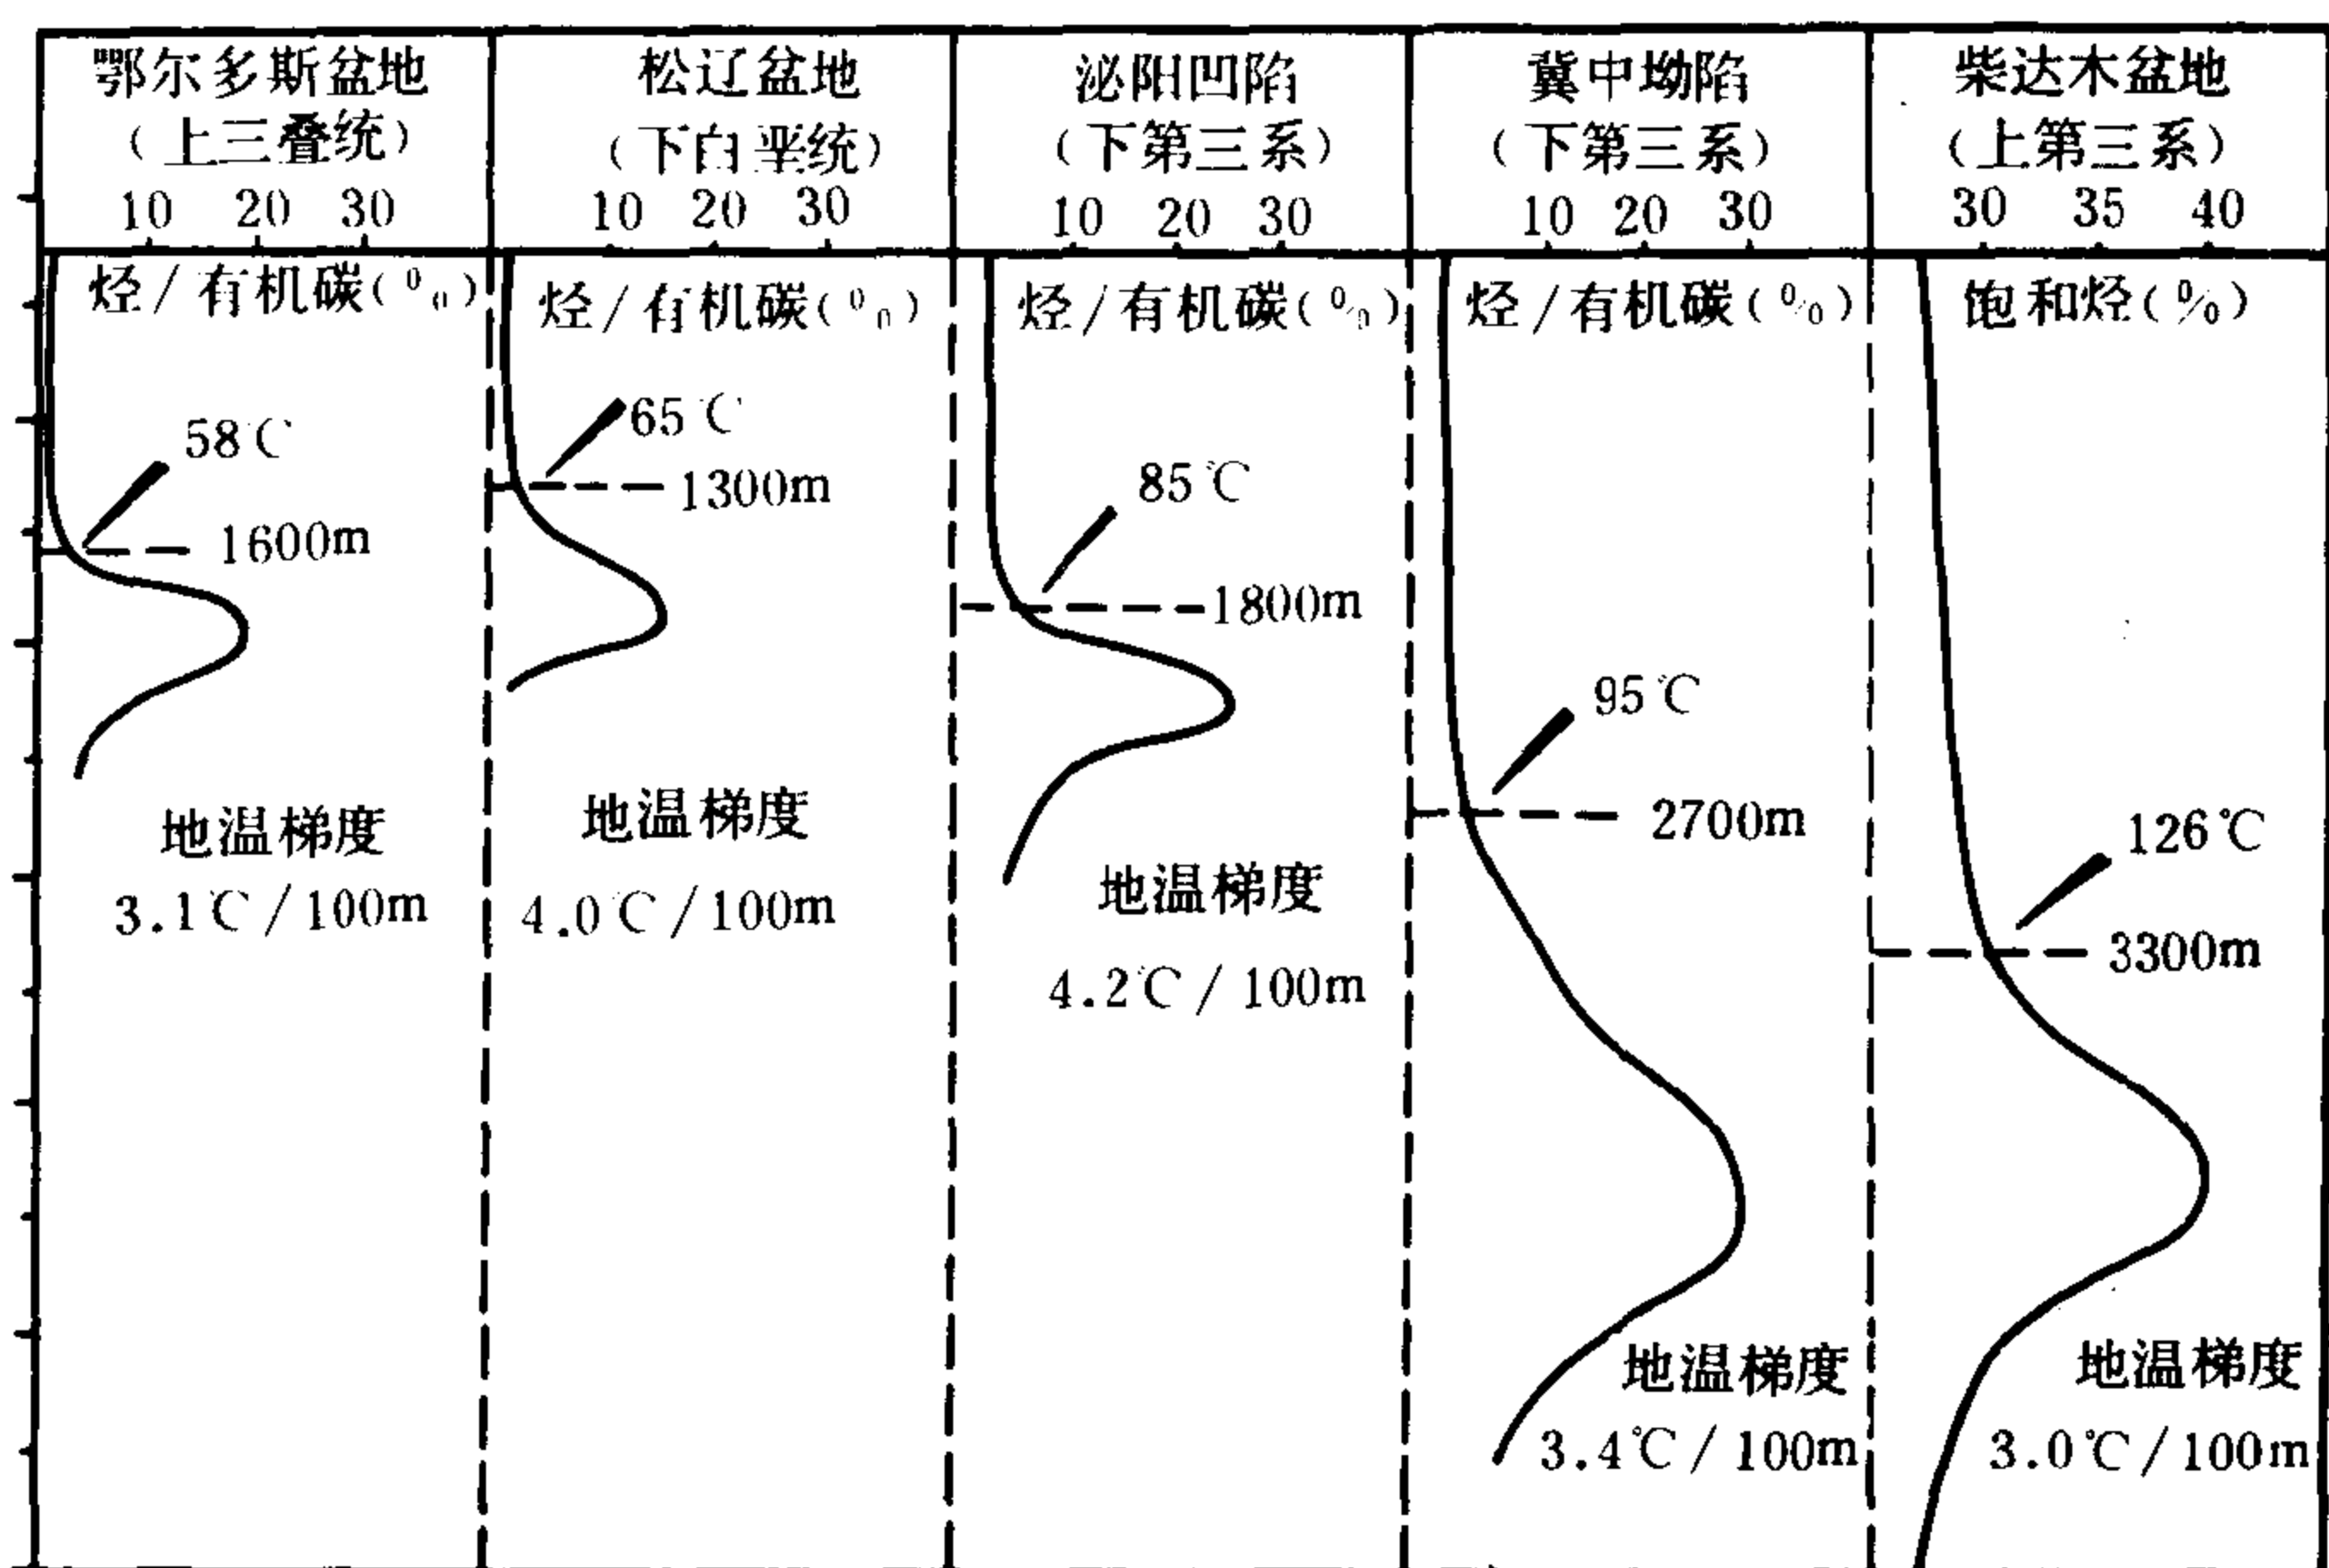 鄂尔多斯盆地
(上三叠统)
10 20 30
烃/有机碳(%)
58℃
1600m
地温梯度
3.1℃/100m
松辽盆地
(下白垩统)
10 20 30
烃/有机碳(%)
65℃
1300m
地温梯度
4.0℃/100m
泌阳凹陷
(下第三系)
10 20 30
烃/有机碳(%)
85℃
1800m
地温梯度
4.2℃/100m
冀中坳陷
(下第三系)
10 20 30
烃/有机碳(%)
95℃
2700m
地温梯度
3.4℃/100m
柴达木盆地
(上第三系)
30 35 40
饱和烃(%)
126℃
3300m
地温梯度
3.0℃/100m